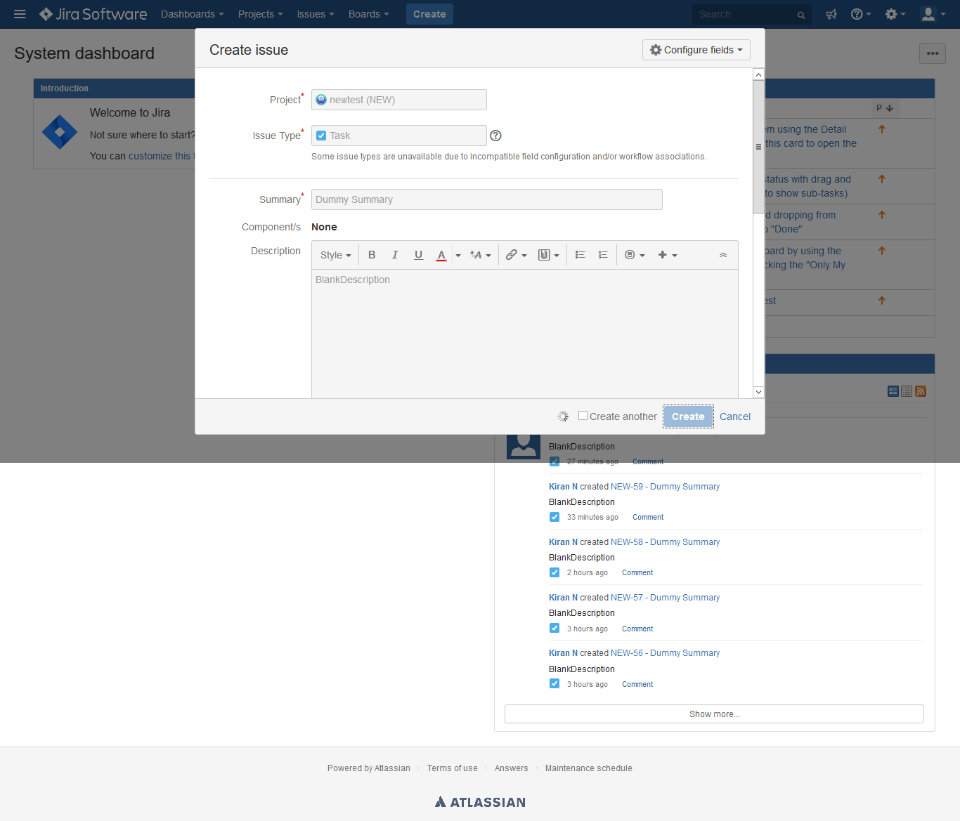 Jira Software Dashboards Projects Issues Boards Create Search
System dashboard
Introduction
Welcome to Jira
Not sure where to start?
You can customize this
Create issue
Configure fields
Project*
newtest (NEW)
Issue Type*
Task
Some issue types are unavailable due to incompatible field configuration and/or workflow associations.
Summary*
Dummy Summary
Component/s
None
Description
Style B I U A A
BlankDescription
Create another Create Cancel
P
em using the Detail
this card to open the
status with drag and
to show sub-tasks)
d dropping from
o "Done"
oard by using the
cking the "Only My
est
BlankDescription
27 minutes ago Comment
Kiran N created NEW-59 - Dummy Summary
BlankDescription
33 minutes ago Comment
Kiran N created NEW-58 - Dummy Summary
BlankDescription
2 hours ago Comment
Kiran N created NEW-57 - Dummy Summary
BlankDescription
3 hours ago Comment
Kiran N created NEW-56 - Dummy Summary
BlankDescription
3 hours ago Comment
Show more...
Powered by Atlassian · Terms of use · Answers · Maintenance schedule
ATLASSIAN